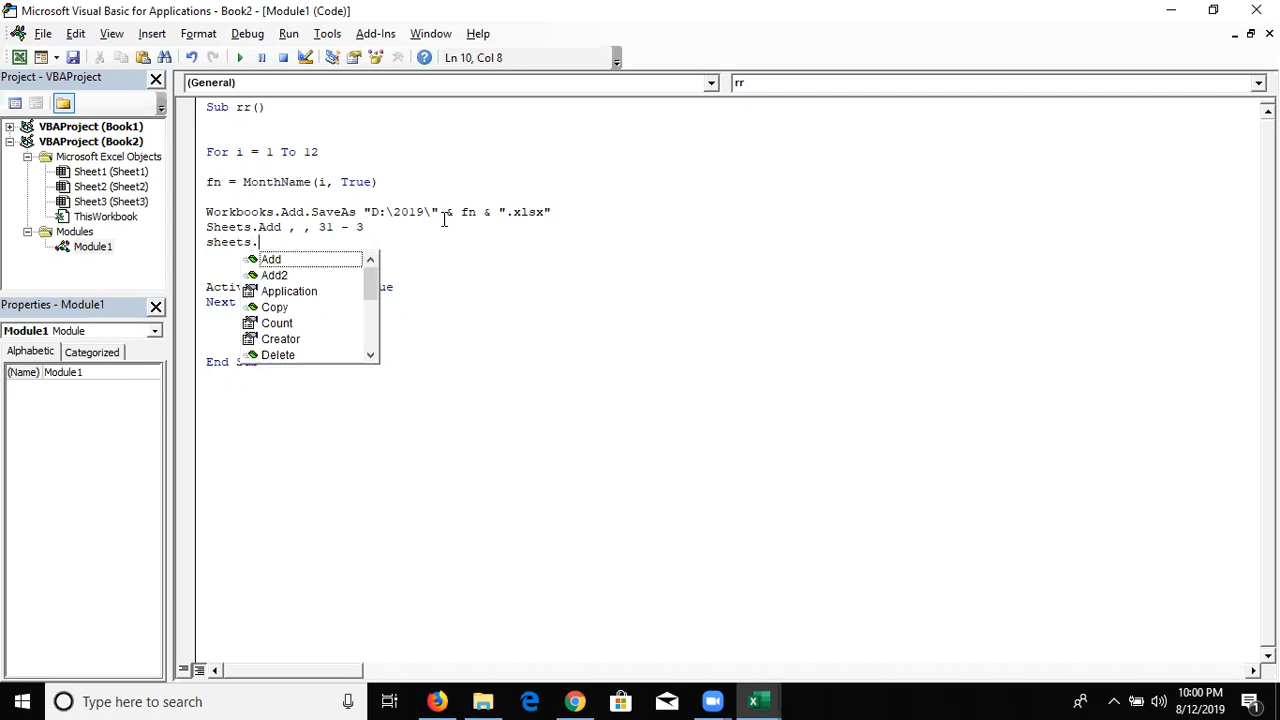 Microsoft Visual Basic for Applications - Book2 - [Module1 (Code)]
File Edit View Insert Format Debug Run Tools Add-Ins Window Help
Ln 10, Col 8
Project - VBAProject
(General) rr
VBAProject (Book1)
VBAProject (Book2)
Microsoft Excel Objects
Sheet1 (Sheet1)
Sheet2 (Sheet2)
Sheet3 (Sheet3)
ThisWorkbook
Modules
Module1
Properties - Module1
Module1 Module
Alphabetic Categorized
(Name) Module1
Sub rr()
For i = 1 To 12
fn = MonthName(i, True)
Workbooks.Add.SaveAs "D:\2019\" & fn & ".xlsx"
Sheets.Add , , 31 - 3
sheets.
Add
Add2
Application
Copy
Count
Creator
Delete
Next
End Sub
Type here to search
10:00 PM
8/12/2019
1